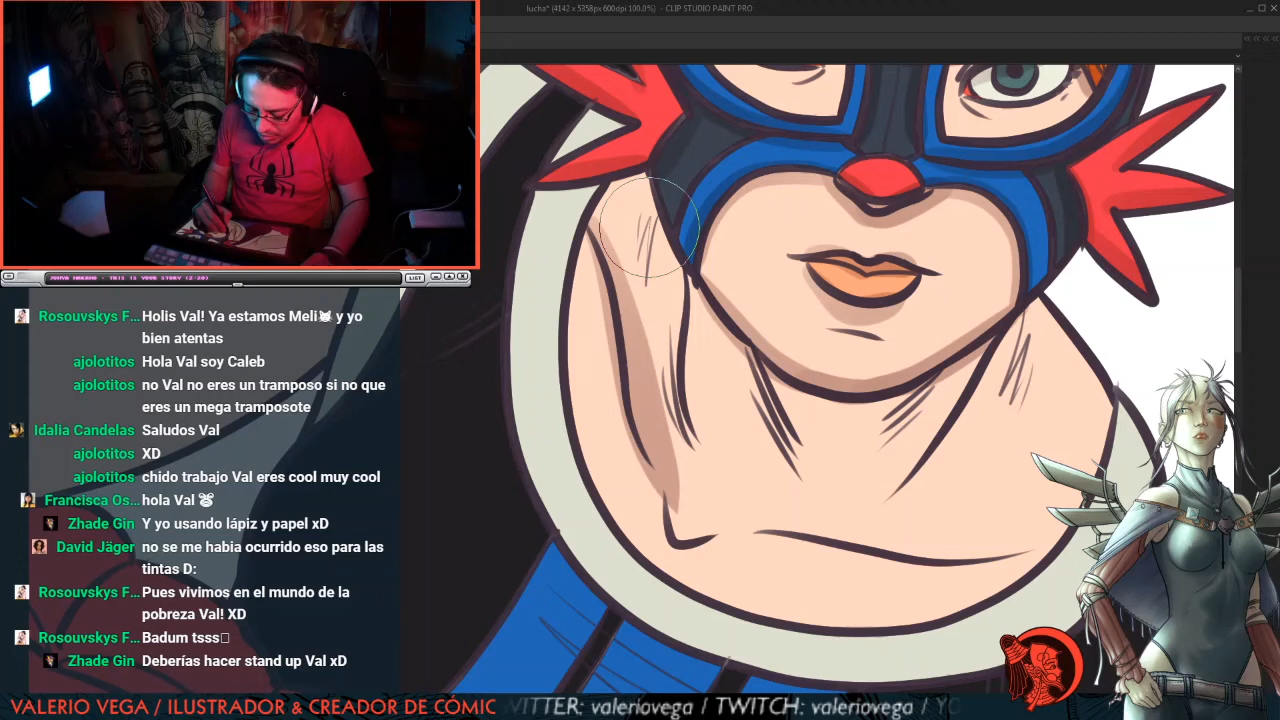 lucha* (4142 x 5358px 600dpi 100.0%) - CLIP STUDIO PAINT PRO
LIST
Rosouvskys F... Holis Val! Ya estamos Meli y yo
bien atentas
ajolotitos Hola Val soy Caleb
ajolotitos no Val no eres un tramposo si no que
eres un mega tramposote
Idalia Candelas Saludos Val
ajolotitos XD
ajolotitos chido trabajo Val eres cool muy cool
Francisca Os... hola Val
Zhade Gin Y yo usando lápiz y papel xD
David Jäger no se me habia ocurrido eso para las
tintas D:
Rosouvskys F... Pues vivimos en el mundo de la
pobreza Val! XD
Rosouvskys F... Badum tsss
Zhade Gin Deberías hacer stand up Val xD
VALERIO VEGA / ILUSTRADOR & CREADOR DE CÓMIC
WITTER: valeriovega / TWITCH: valeriovega / YO